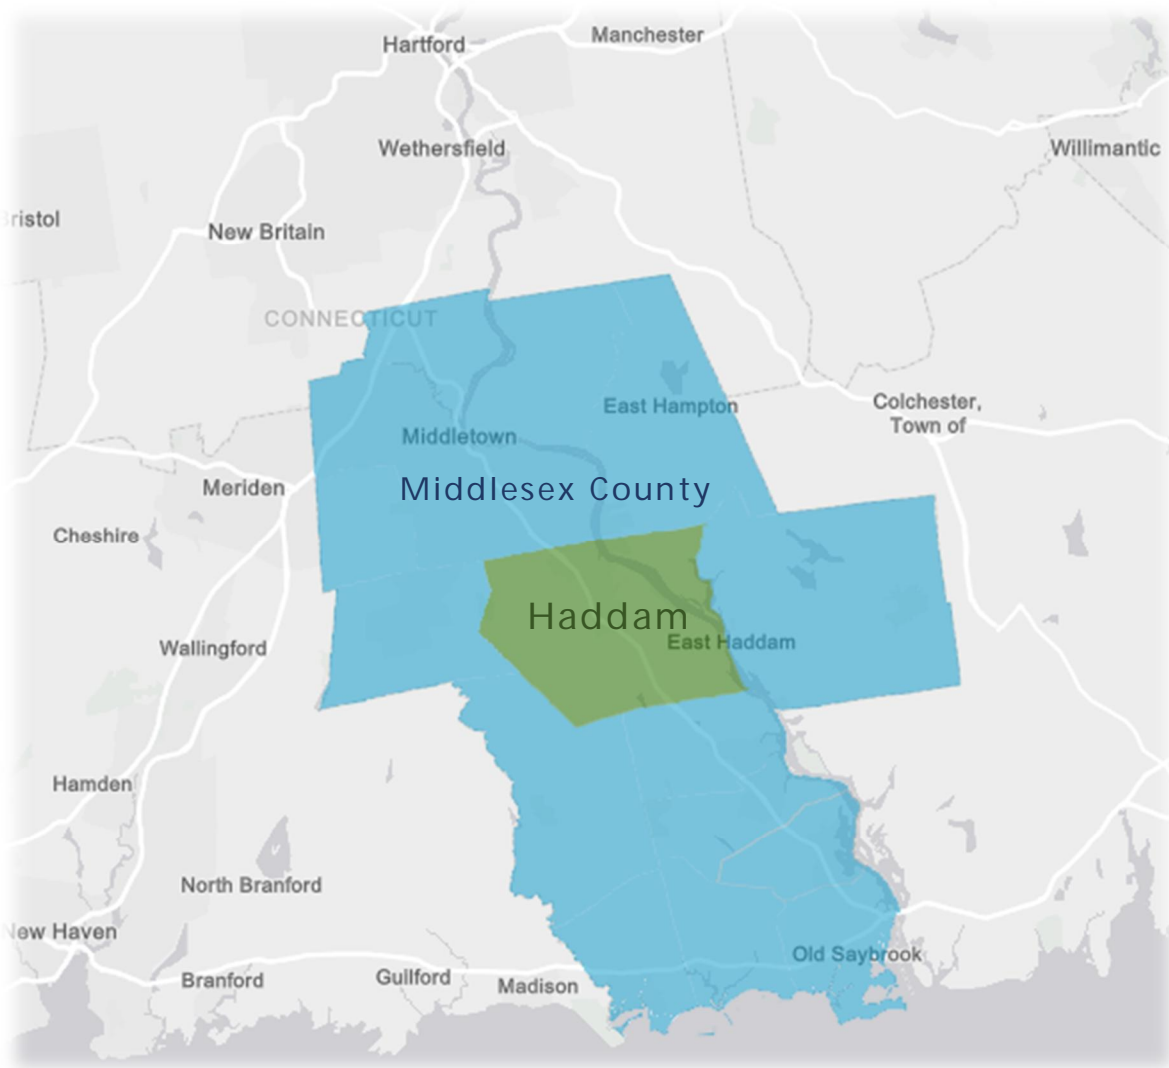 Hartford
Manchester
Wethersfield
Willimantic
ristol
New Britain
CONNECTICUT
East Hampton
Colchester,
Town of
Middletown
Meriden
Middlesex County
Cheshire
Haddam
East Haddam
Wallingford
Hamden
North Branford
New Haven
Old Saybrook
Branford
Guilford
Madison